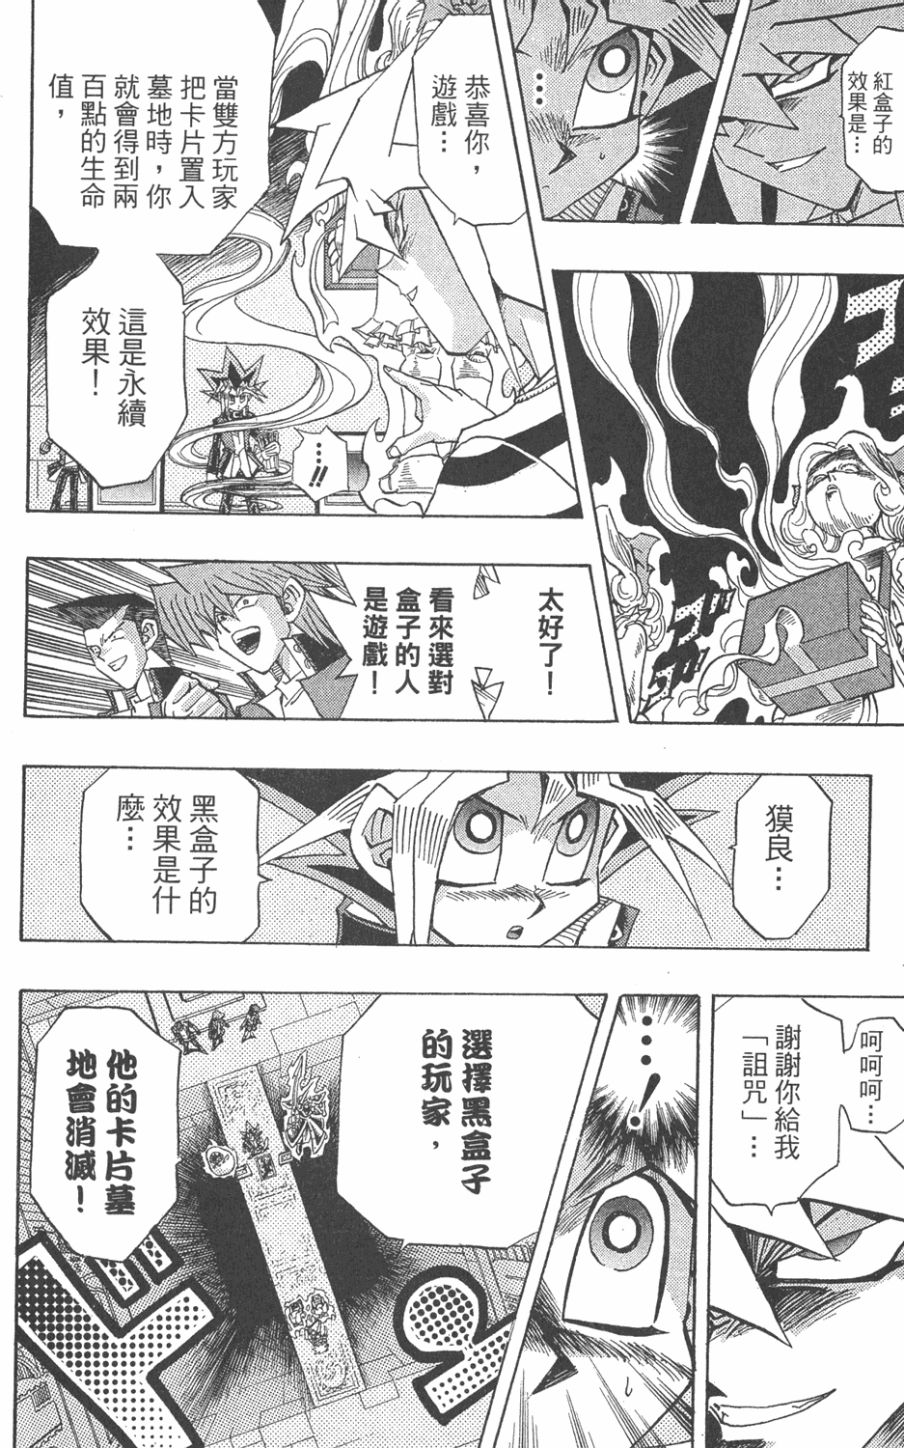 紅盒子的
效果是…
…
恭喜你，
遊戲…
當雙方玩家
把卡片置入
墓地時，你
就會得到兩
百點的生命
值，
這是永續
效果！
…!!
太好了！
看來選對
盒子的人
是遊戲！
獏良…
黑盒子的
效果是什
麼…
呵呵呵…
謝謝你給我
「詛咒」…
…！
選擇黑盒子
的玩家，
他的卡片墓
地會消滅！
ドン